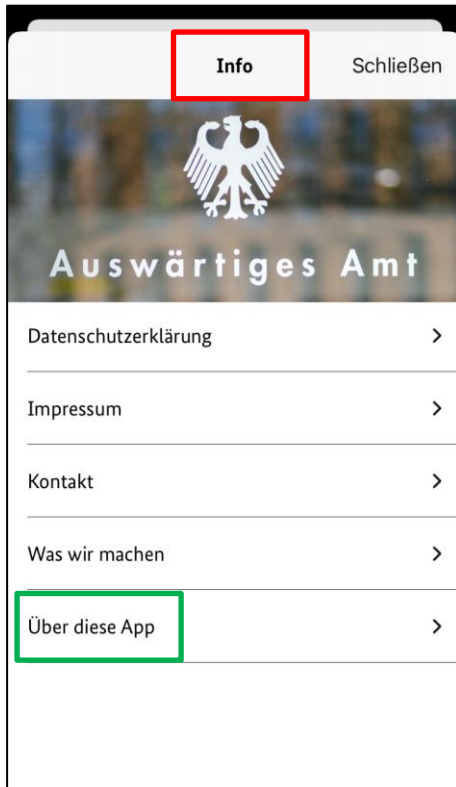 Info Schließen
Auswärtiges Amt
Datenschutzerklärung
Impressum
Kontakt
Was wir machen
Über diese App